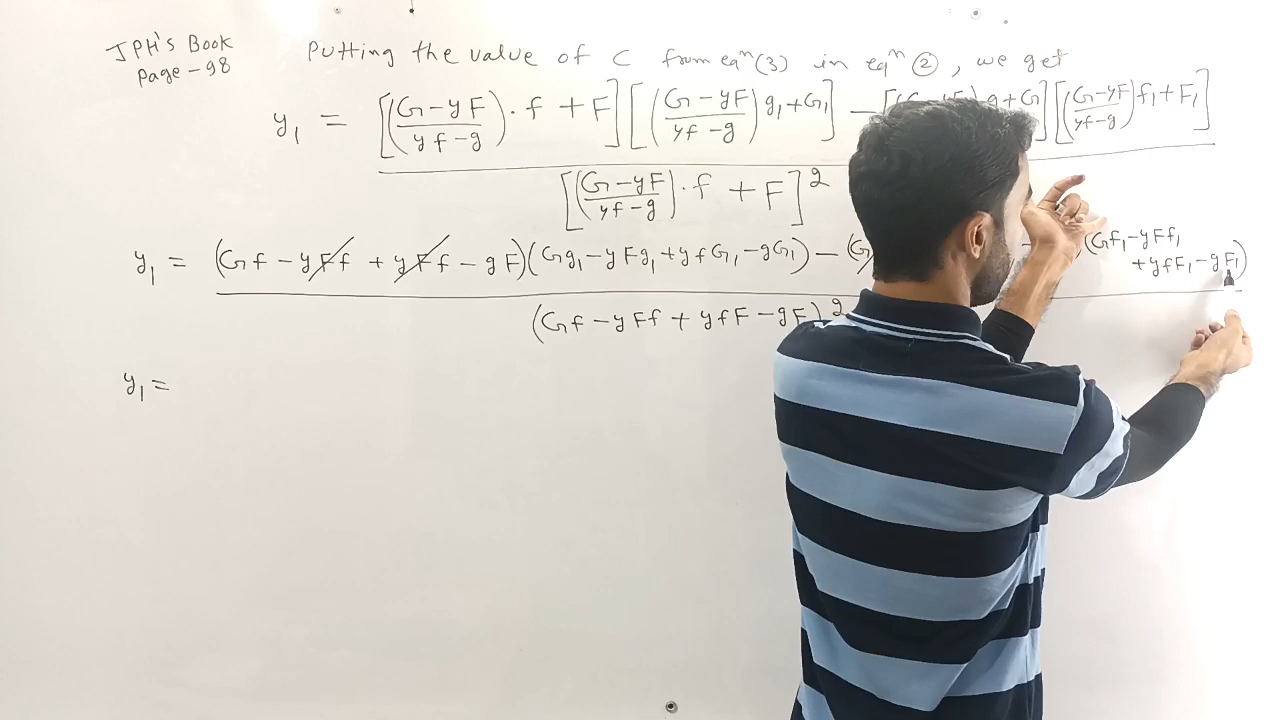 JPH's Book
Page - 98
Putting the value of C from eqⁿ(3) in eqⁿ ②, we get
y₁ = [((G-yF)/(yf-g)).f + F][((G-yF)/(yf-g))g₁+G₁] - [ g+G][((G-yF)/(yf-g))f₁+F₁]
[((G-yF)/(yf-g)).f + F]²
y₁ = (Gf - yFf + yFf - gF)(Gg₁-yFg₁+yfG₁-gG₁) - (G (Gf₁-yFf₁
+yfF₁-gF₁)
(Gf - yFf + yfF - gF)²
y₁ =